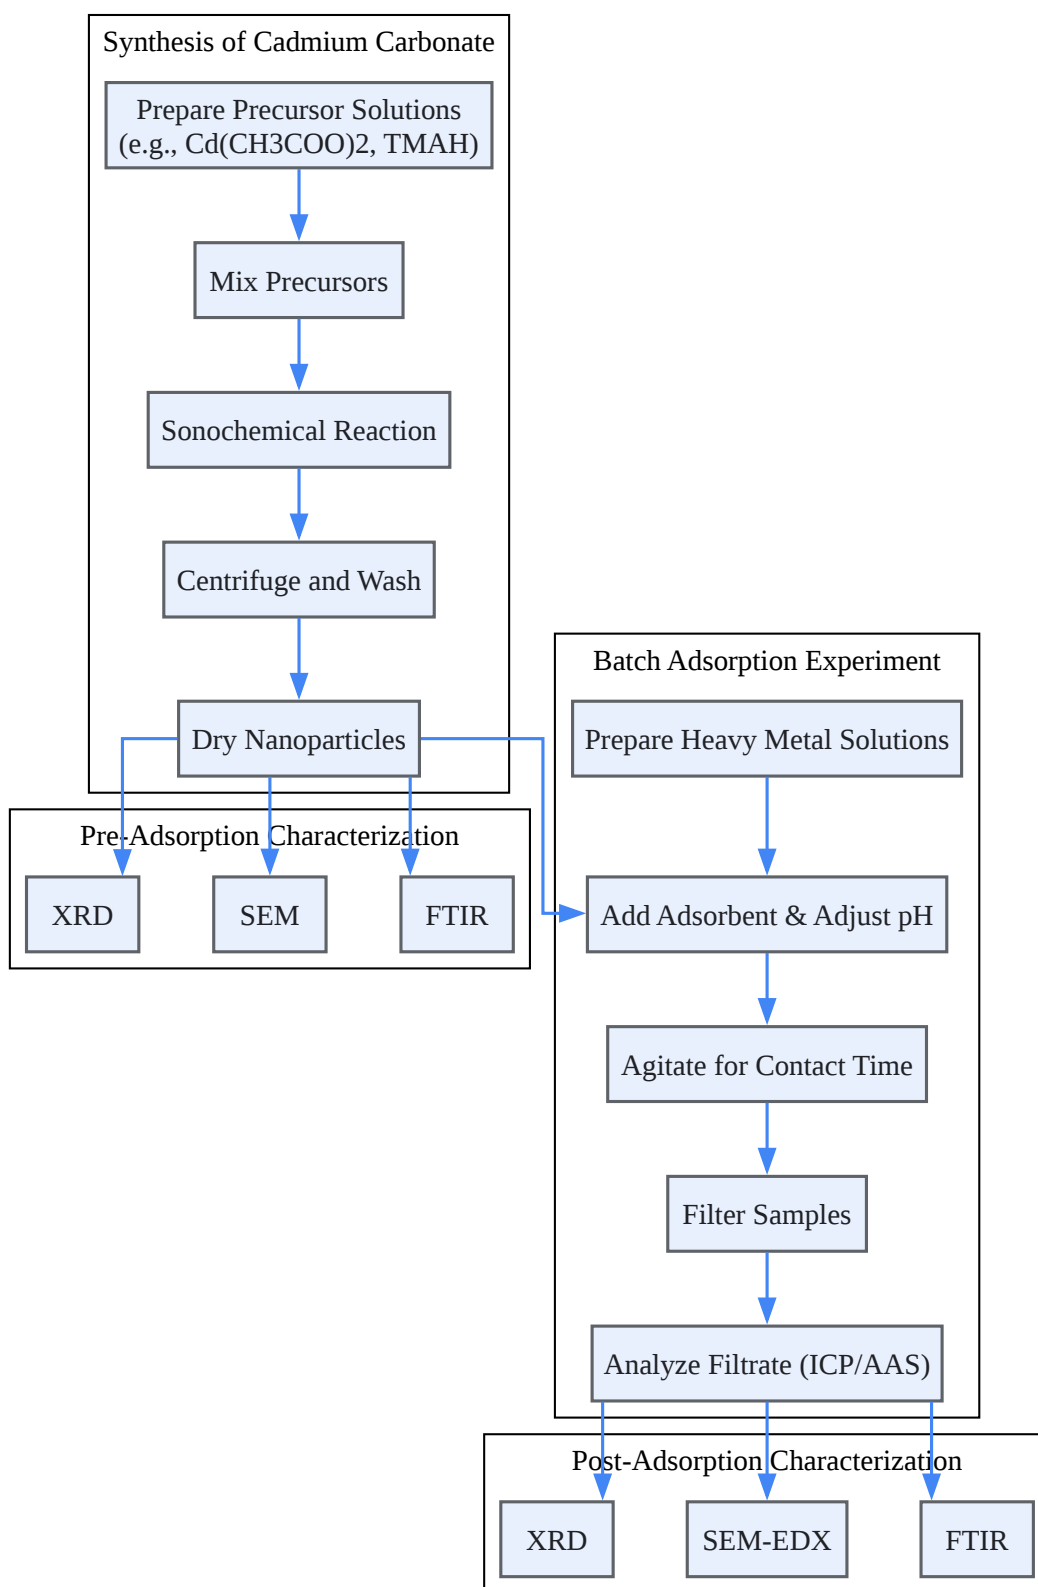 Synthesis of Cadmium Carbonate
Prepare Precursor Solutions
(e.g., Cd(CH3COO)2, TMAH)
Mix Precursors
Sonochemical Reaction
Centrifuge and Wash
Dry Nanoparticles
Pre-Adsorption Characterization
XRD
SEM
FTIR
Batch Adsorption Experiment
Prepare Heavy Metal Solutions
Add Adsorbent & Adjust pH
Agitate for Contact Time
Filter Samples
Analyze Filtrate (ICP/AAS)
Post-Adsorption Characterization
XRD
SEM-EDX
FTIR